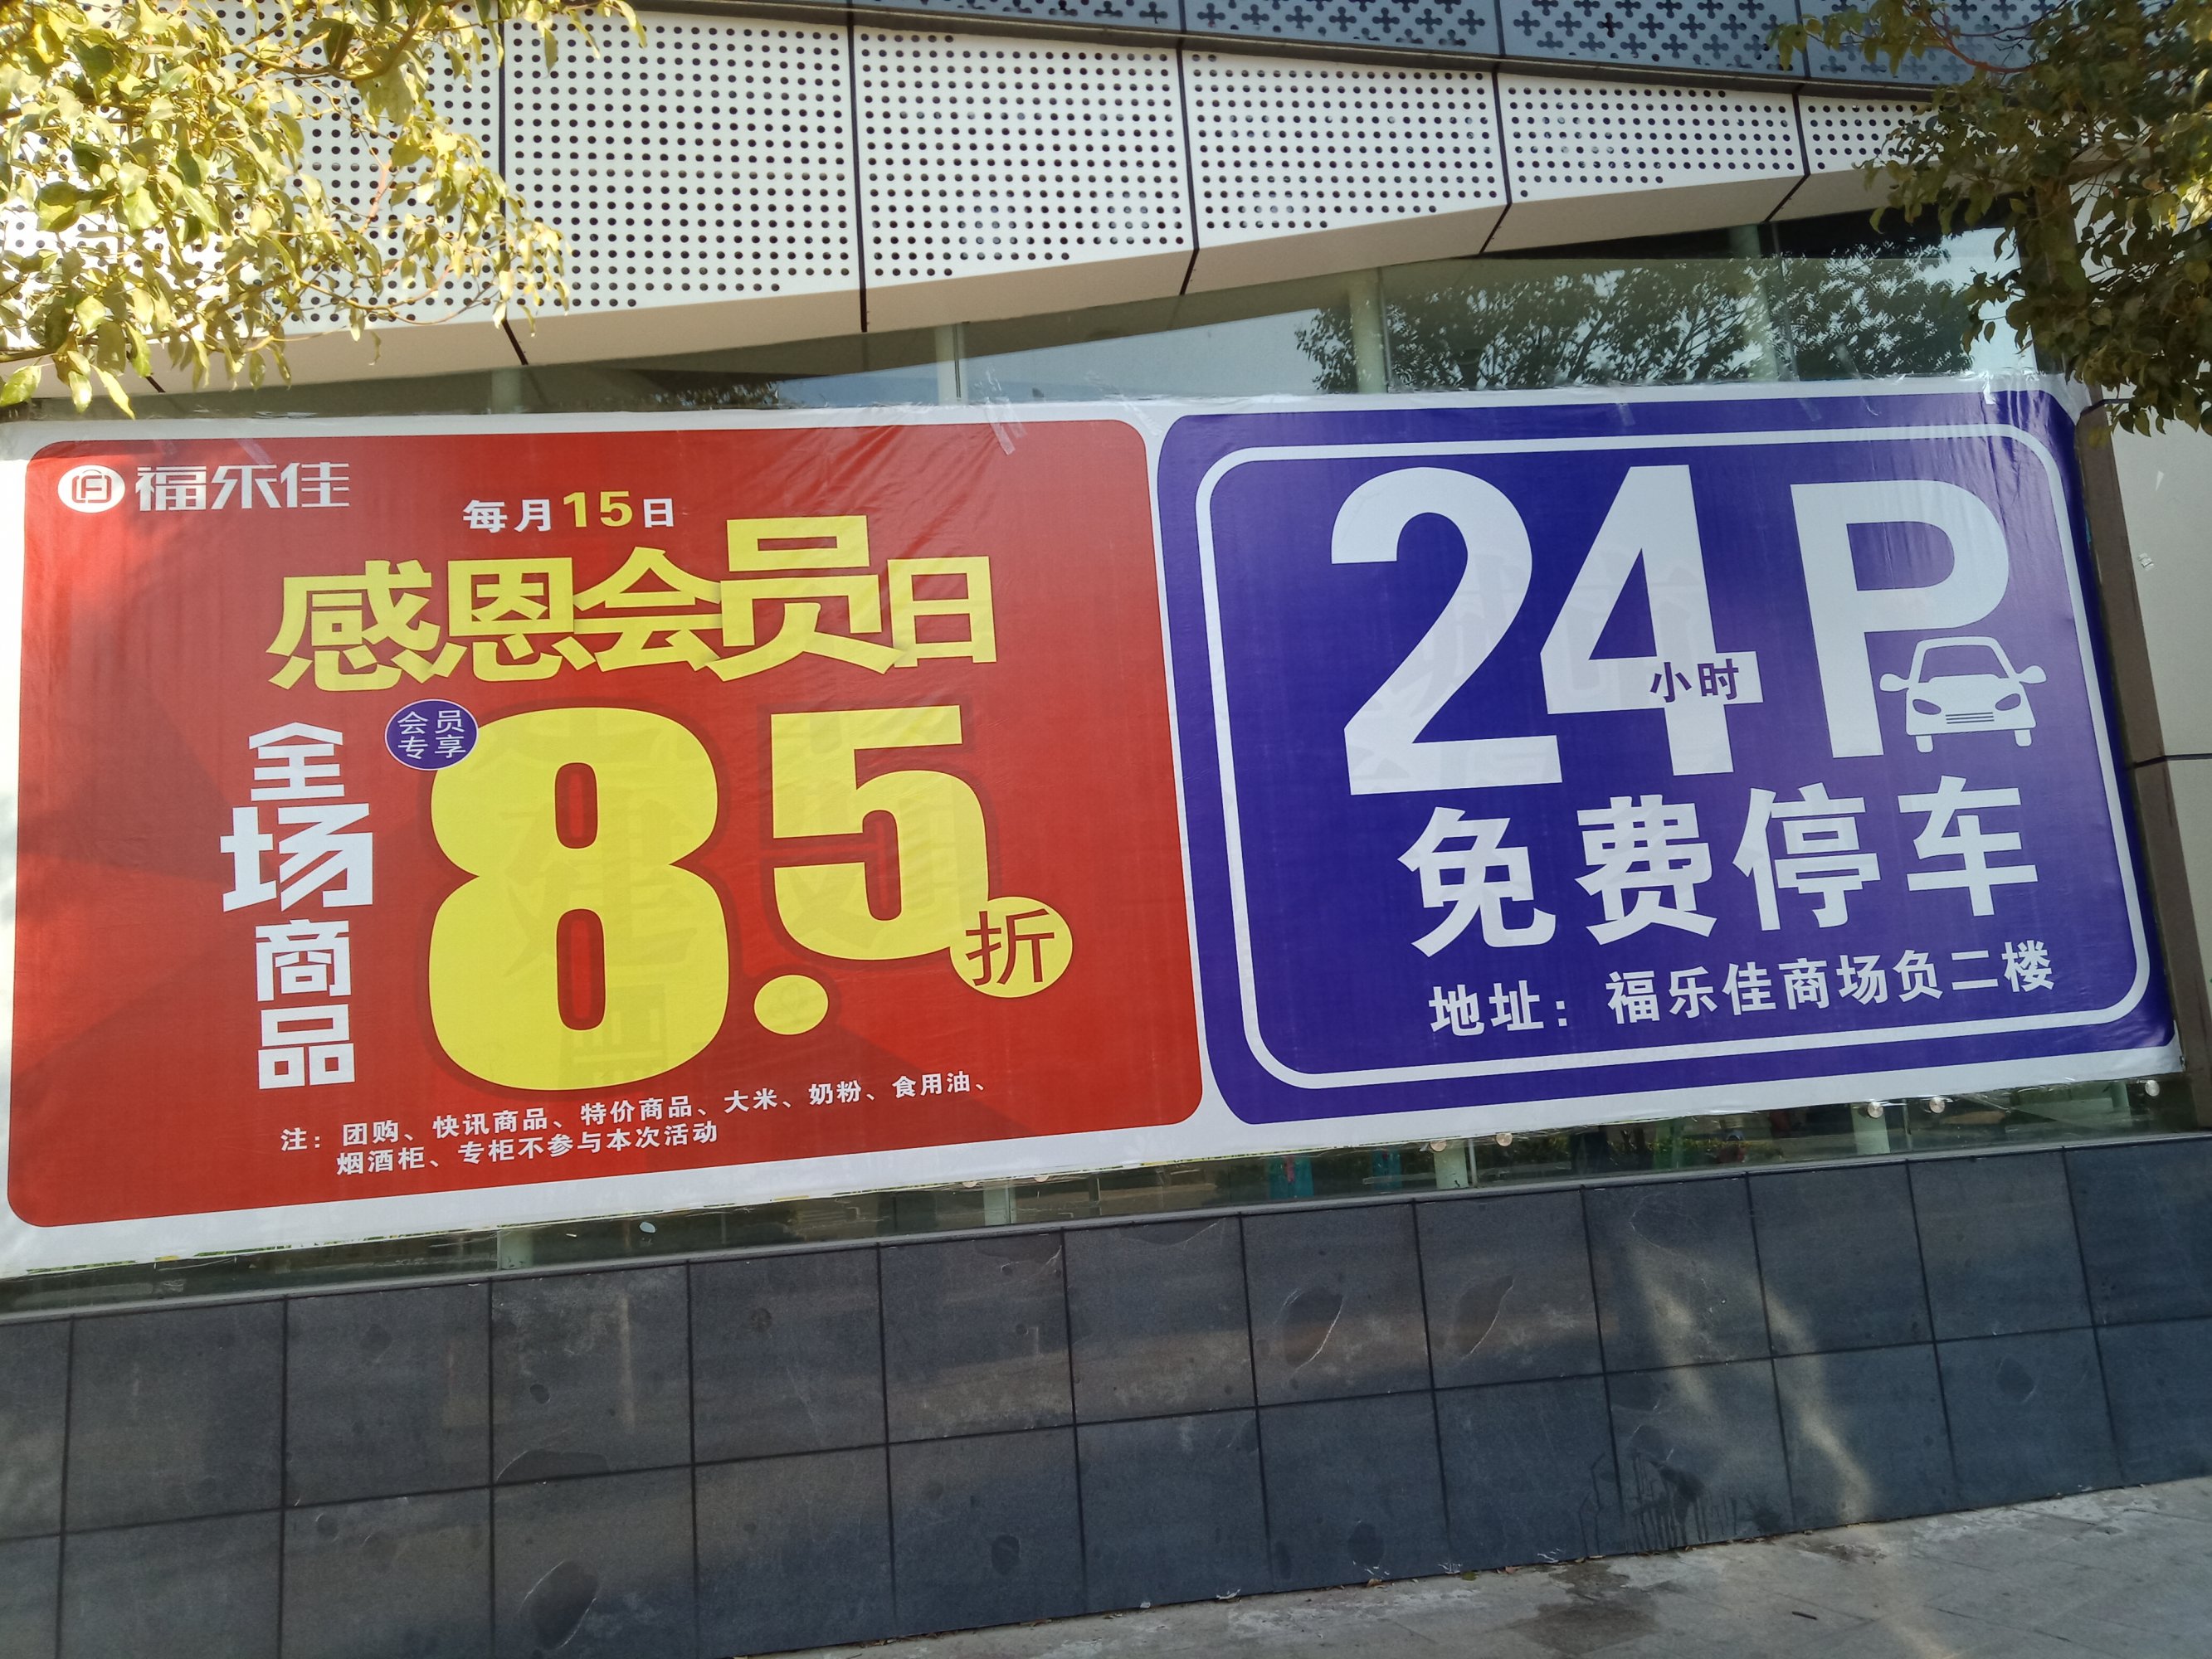 福乐佳
每月15日
感恩会员日
全场商品
会员
专享
8.5折
注：团购、快讯商品、特价商品、大米、奶粉、食用油、
烟酒柜、专柜不参与本次活动
24小时P
免费停车
地址：福乐佳商场负二楼